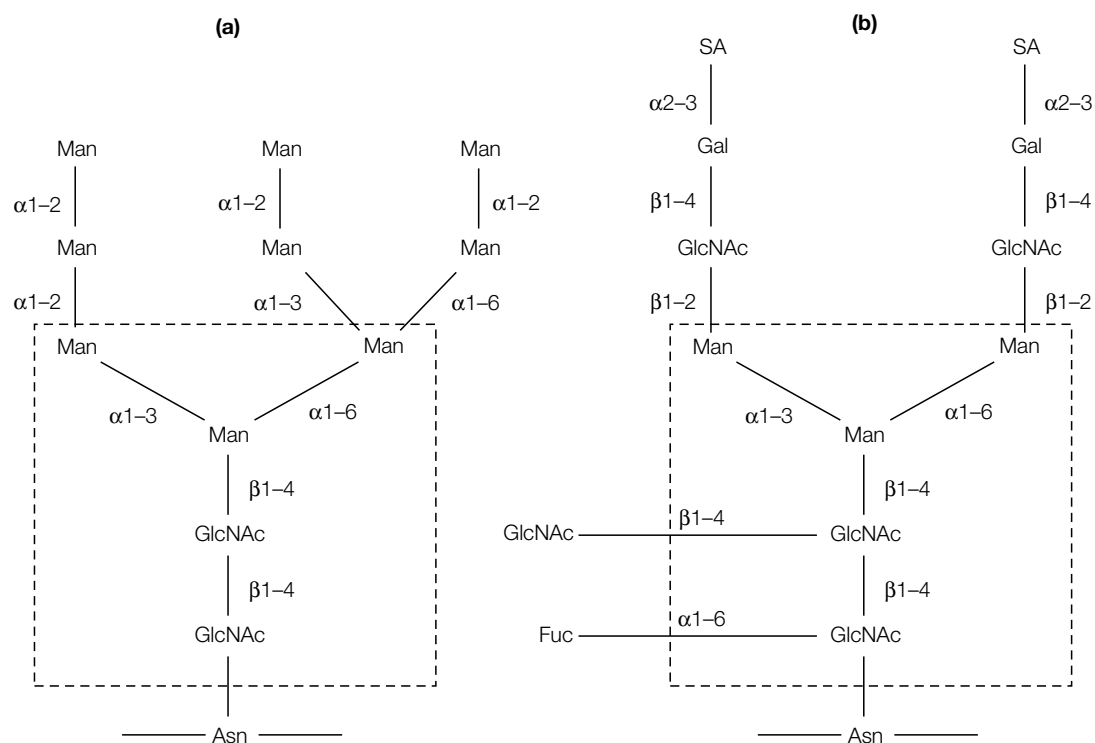 (a)
Man Man Man
α1–2 α1–2 α1–2
Man Man Man
α1–2 α1–3 α1–6
Man Man
α1–3 α1–6
Man
β1–4
GlcNAc
β1–4
GlcNAc
Asn
(b)
SA SA
α2–3 α2–3
Gal Gal
β1–4 β1–4
GlcNAc GlcNAc
β1–2 β1–2
Man Man
α1–3 α1–6
Man
β1–4
GlcNAc β1–4 GlcNAc
β1–4
Fuc α1–6 GlcNAc
Asn